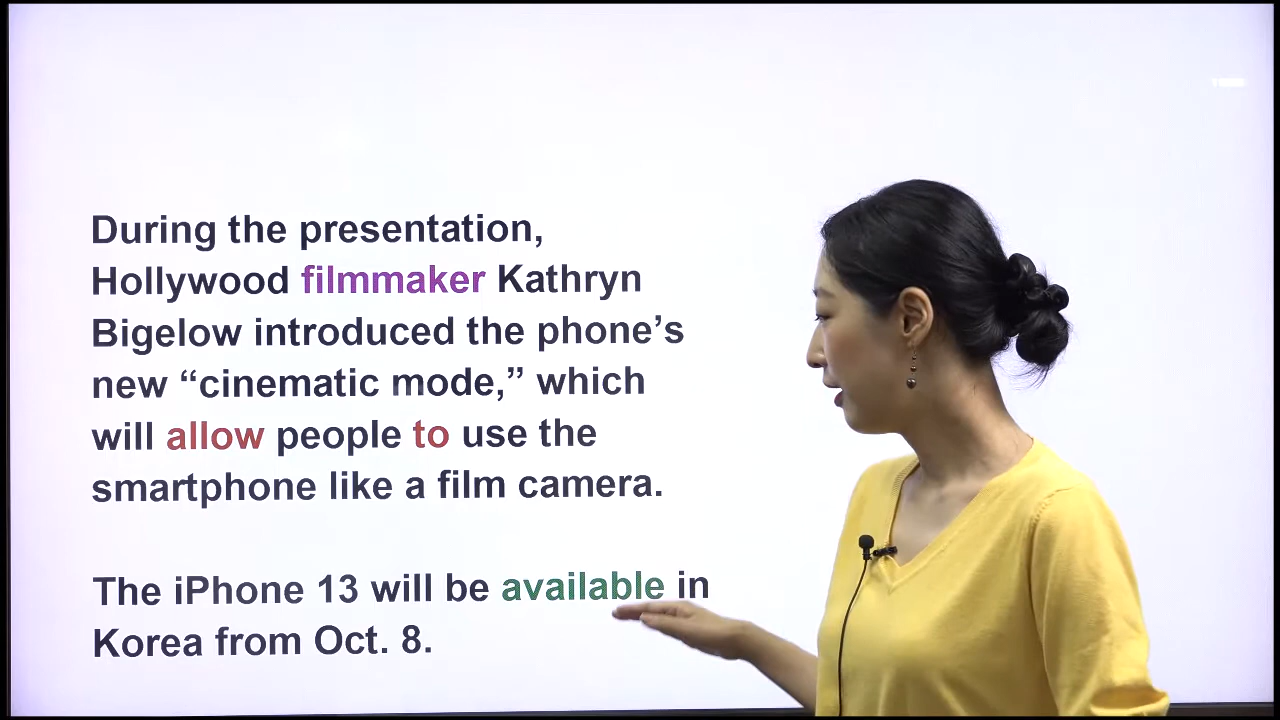 During the presentation,
Hollywood filmmaker Kathryn
Bigelow introduced the phone’s
new “cinematic mode,” which
will allow people to use the
smartphone like a film camera.
The iPhone 13 will be available in
Korea from Oct. 8.